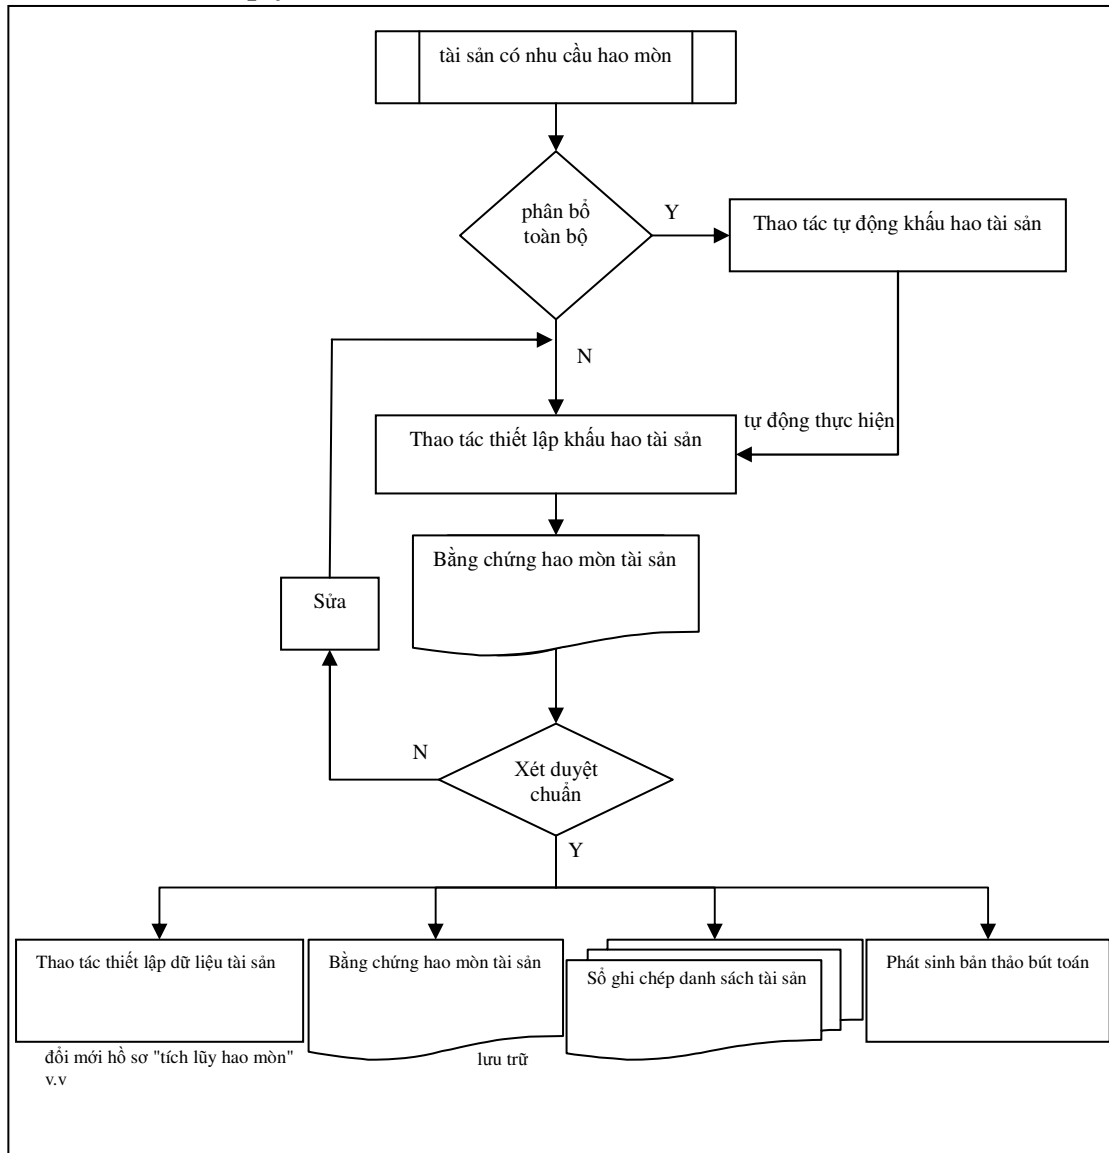 tài sản có nhu cầu hao mòn
phân bổ
toàn bộ
Y
Thao tác tự động khấu hao tài sản
N
tự động thực hiện
Thao tác thiết lập khấu hao tài sản
Bằng chứng hao mòn tài sản
Sửa
N
Xét duyệt
chuẩn
Y
Thao tác thiết lập dữ liệu tài sản
Bằng chứng hao mòn tài sản
Sổ ghi chép danh sách tài sản
Phát sinh bản thảo bút toán
đổi mới hồ sơ "tích lũy hao mòn"
v.v
lưu trữ